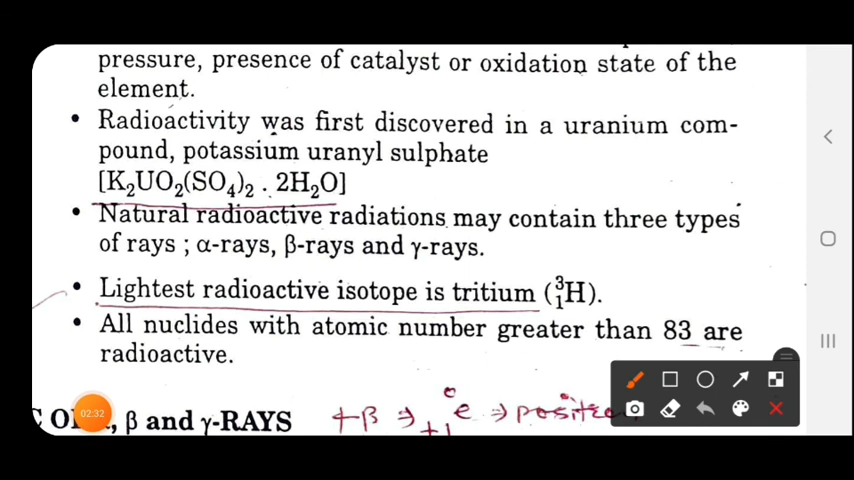 pressure, presence of catalyst or oxidation state of the
element.
• Radioactivity was first discovered in a uranium com-
pound, potassium uranyl sulphate
[K₂UO₂(SO₄)₂ . 2H₂O]
• Natural radioactive radiations may contain three types
of rays ; α-rays, β-rays and γ-rays.
• Lightest radioactive isotope is tritium (³₁H).
• All nuclides with atomic number greater than 83 are
radioactive.
, β and γ-RAYS +β ⇒ ⁰₊₁e ⇒
02:32